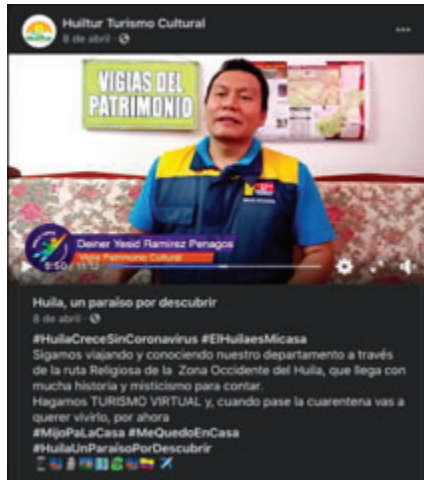 Huiltur Turismo Cultural
8 de abril
VIGIAS DEL
PATRIMONIO
Deiner Yesid Ramirez Penagos
Vigia Patrimonio Cultural
Huila, un paraíso por descubrir
8 de abril
#HuilaCreceSinCoronavirus #ElHuilaesMicasa
Sigamos viajando y conociendo nuestro departamento a través
de la ruta Religiosa de la Zona Occidente del Huila, que llega con
mucha historia y misticismo para contar.
Hagamos TURISMO VIRTUAL y, cuando pase la cuarentena vas a
querer vivirlo, por ahora
#MijoPaLaCasa #MeQuedoEnCasa
#HuilaUnParaísoPorDescubrir